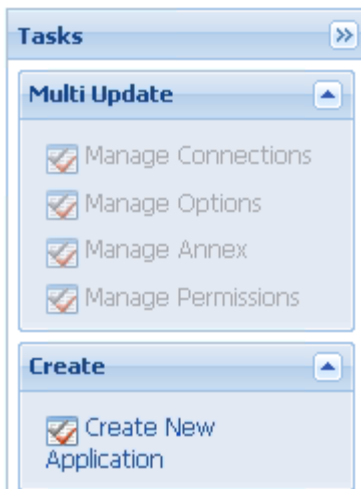 Tasks
Multi Update
Manage Connections
Manage Options
Manage Annex
Manage Permissions
Create
Create New
Application